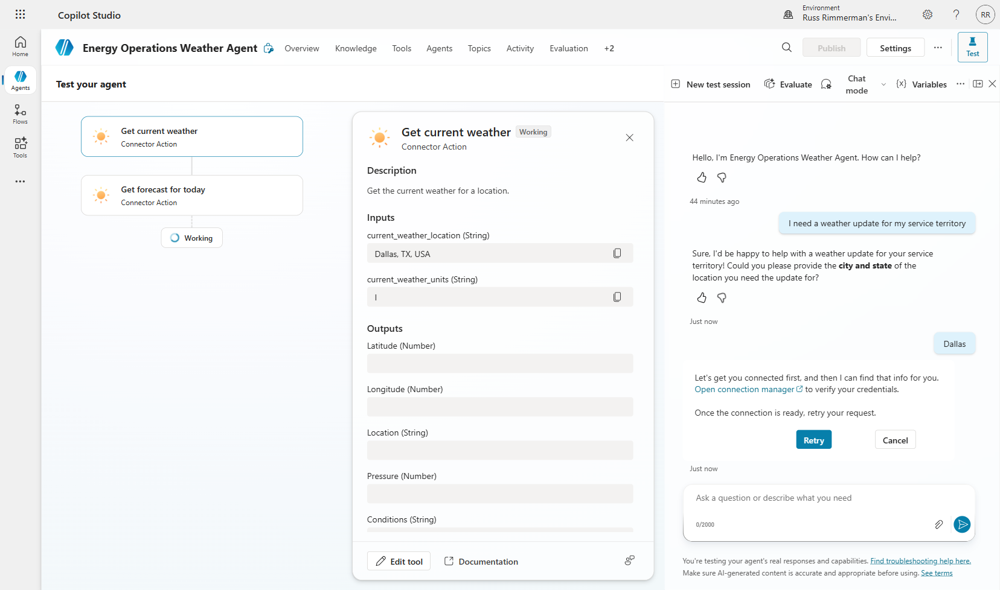 Copilot Studio
Environment
Russ Rimmerman's Envi...
RR
Home
Agents
Flows
Tools
Energy Operations Weather Agent
Overview
Knowledge
Tools
Agents
Topics
Activity
Evaluation
+2
Publish
Settings
Test
Test your agent
New test session
Evaluate
Chat
mode
Variables
Get current weather
Connector Action
Get forecast for today
Connector Action
Working
Get current weather
Working
Connector Action
Description
Get the current weather for a location.
Inputs
current_weather_location (String)
Dallas, TX, USA
current_weather_units (String)
I
Outputs
Latitude (Number)
Longitude (Number)
Location (String)
Pressure (Number)
Conditions (String)
Edit tool
Documentation
Hello, I'm Energy Operations Weather Agent. How can I help?
44 minutes ago
I need a weather update for my service territory
Sure, I'd be happy to help with a weather update for your service
territory! Could you please provide the city and state of the
location you need the update for?
Just now
Dallas
Let's get you connected first, and then I can find that info for you.
Open connection manager to verify your credentials.
Once the connection is ready, retry your request.
Retry
Cancel
Just now
Ask a question or describe what you need
0/2000
You're testing your agent's real responses and capabilities. Find troubleshooting help here.
Make sure AI-generated content is accurate and appropriate before using. See terms